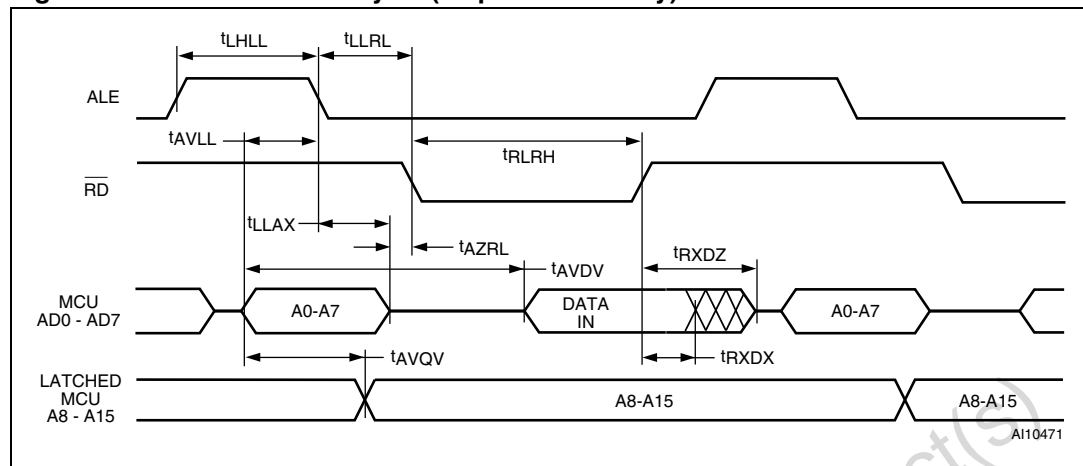 tLHLL
tLLRL
ALE
tAVLL
tRLRH
RD
tLLAX
tAZRL
tRXDZ
tAVDV
MCU
AD0 - AD7
A0-A7
DATA
IN
A0-A7
tAVQV
tRXDX
LATCHED
MCU
A8 - A15
A8-A15
A8-A15
AI10471
ct(s)